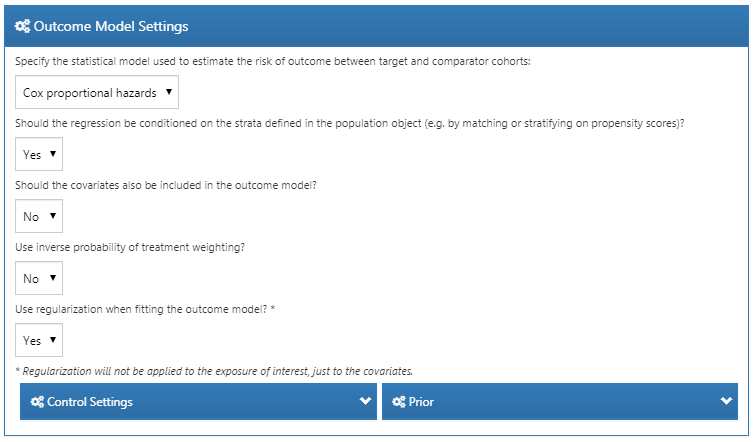 Outcome Model Settings
Specify the statistical model used to estimate the risk of outcome between target and comparator cohorts:
Cox proportional hazards
Should the regression be conditioned on the strata defined in the population object (e.g. by matching or stratifying on propensity scores)?
Yes
Should the covariates also be included in the outcome model?
No
Use inverse probability of treatment weighting?
No
Use regularization when fitting the outcome model? *
Yes
* Regularization will not be applied to the exposure of interest, just to the covariates.
Control Settings
Prior